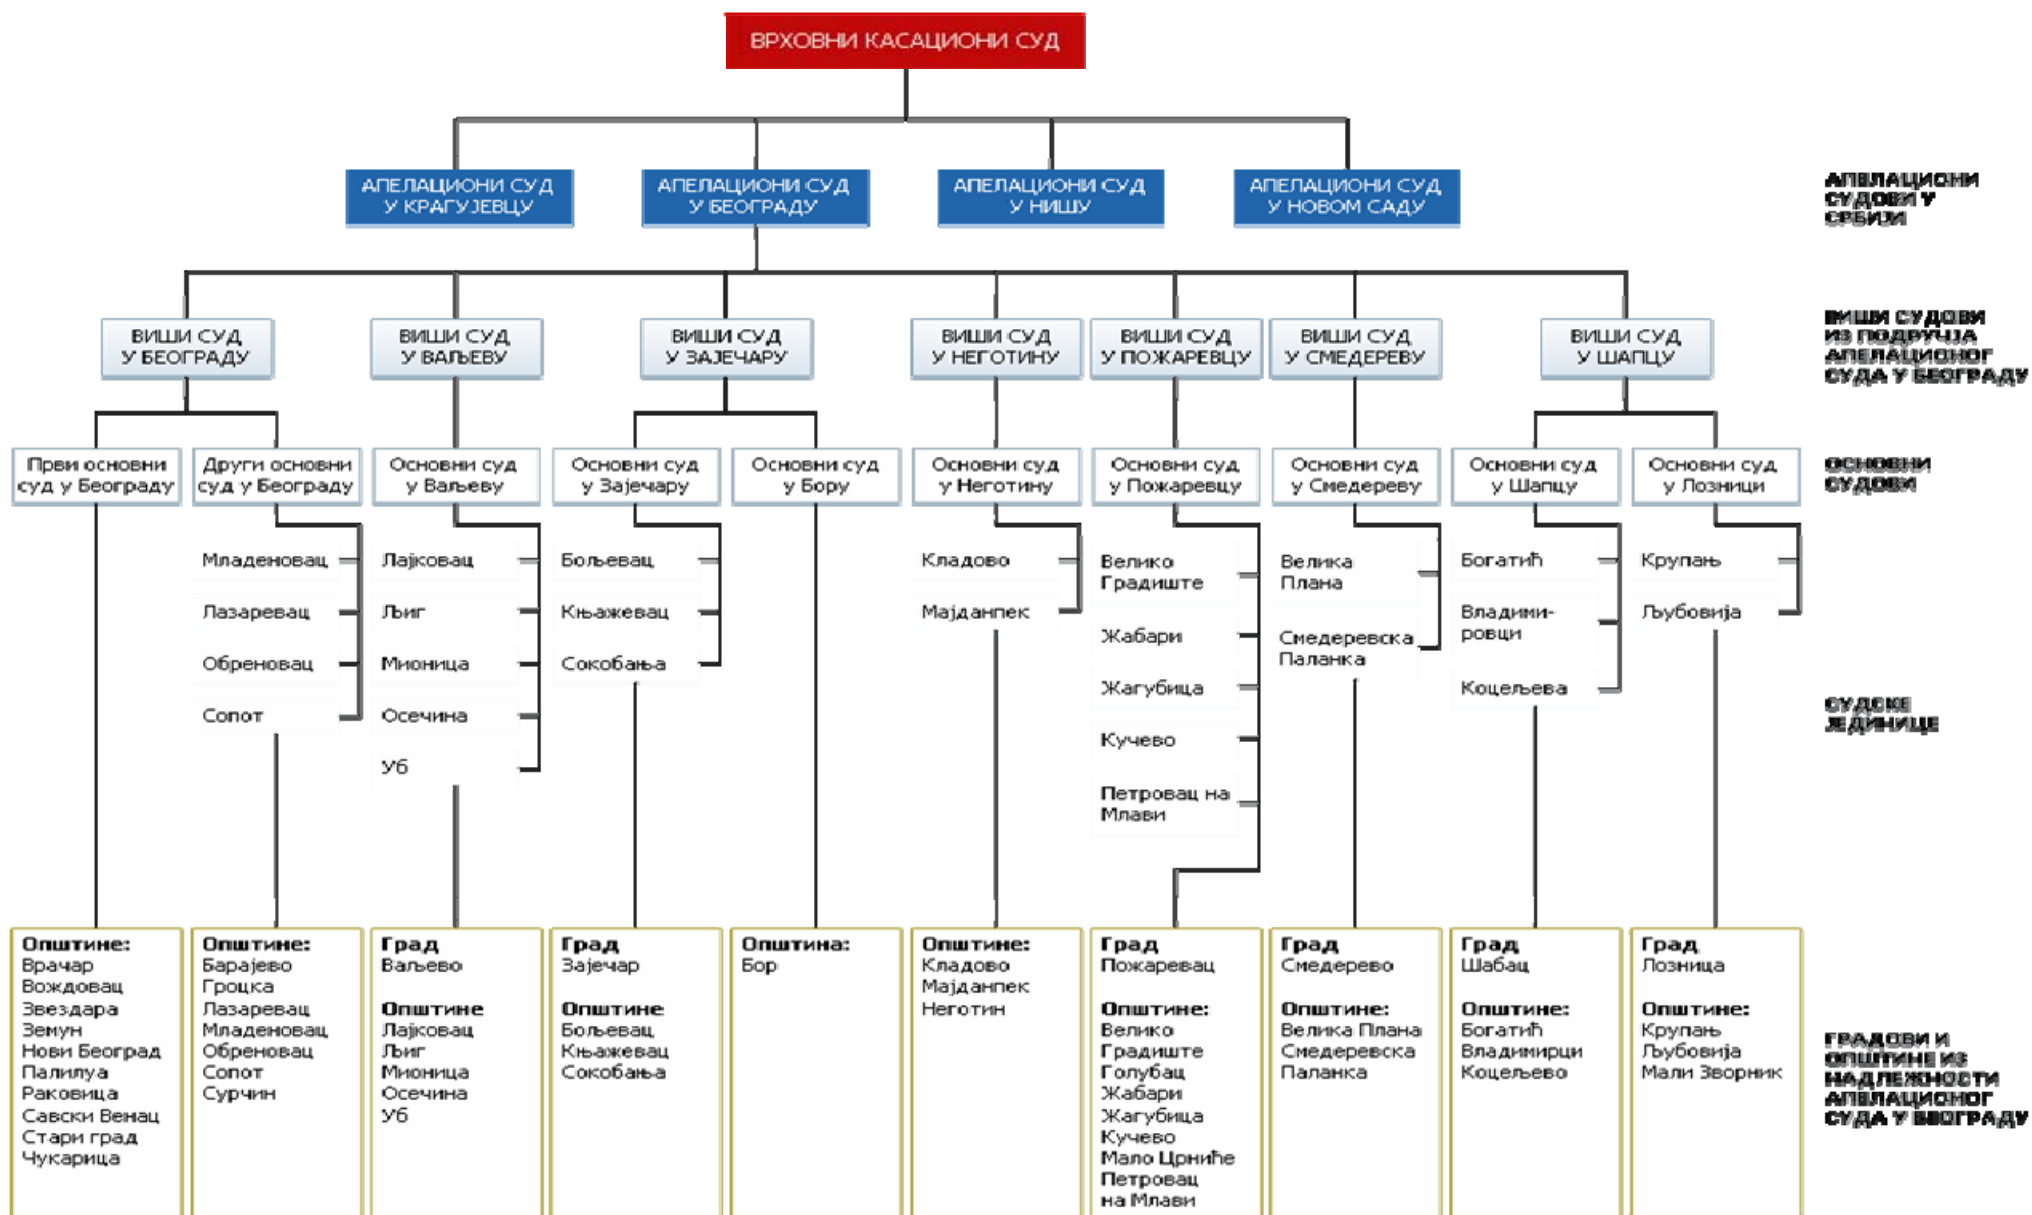 ВРХОВНИ КАСАЦИОНИ СУД
АПЕЛАЦИОНИ СУД
У КРАГУЈЕВЦУ
АПЕЛАЦИОНИ СУД
У БЕОГРАДУ
АПЕЛАЦИОНИ СУД
У НИШУ
АПЕЛАЦИОНИ СУД
У НОВОМ САДУ
АПЕЛАЦИОНИ
СУДОВИ У
СРБИЈИ
ВИШИ СУД
У БЕОГРАДУ
ВИШИ СУД
У ВАЉЕВУ
ВИШИ СУД
У ЗАЈЕЧАРУ
ВИШИ СУД
У НЕГОТИНУ
ВИШИ СУД
У ПОЖАРЕВЦУ
ВИШИ СУД
У СМЕДЕРЕВУ
ВИШИ СУД
У ШАПЦУ
ВИШИ СУДОВИ
ИЗ ПОДРУЧЈА
АПЕЛАЦИОНОГ
СУДА У БЕОГРАДУ
Први основни
суд у Београду
Други основни
суд у Београду
Основни суд
у Ваљеву
Основни суд
у Зајечару
Основни суд
у Бору
Основни суд
у Неготину
Основни суд
у Пожаревцу
Основни суд
у Смедереву
Основни суд
у Шапцу
Основни суд
у Лозници
ОСНОВНИ
СУДОВИ
Младеновац
Лазаревац
Обреновац
Сопот
Лајковац
Љиг
Мионица
Осечина
Уб
Бољевац
Књажевац
Сокобања
Кладово
Мајданпек
Велико
Градиште
Жабари
Жагубица
Кучево
Петровац на
Млави
Велика
Плана
Смедеревска
Паланка
Богатић
Владими-
ровци
Коцељева
Крупањ
Љубовија
СУДСКЕ
ЈЕДИНИЦЕ
Општине:
Врачар
Вождовац
Звездара
Земун
Нови Београд
Палилуа
Раковица
Савски Венац
Стари град
Чукарица
Општине:
Барајево
Гроцка
Лазаревац
Младеновац
Обреновац
Сопот
Сурчин
Град
Ваљево
Општине
Лајковац
Љиг
Мионица
Осечина
Уб
Град
Зајечар
Општине
Бољевац
Књажевац
Сокобања
Општина:
Бор
Општине:
Кладово
Мајданпек
Неготин
Град
Пожаревац
Општине:
Велико
Градиште
Голубац
Жабари
Жагубица
Кучево
Мало Црниће
Петровац
на Млави
Град
Смедерево
Општине:
Велика Плана
Смедеревска
Паланка
Град
Шабац
Општине:
Богатић
Владимирци
Коцељево
Град
Лозница
Општине:
Крупањ
Љубовија
Мали Зворник
ГРАДОВИ И
ОПШТИНЕ ИЗ
НАДЛЕЖНОСТИ
АПЕЛАЦИОНОГ
СУДА У БЕОГРАДУ